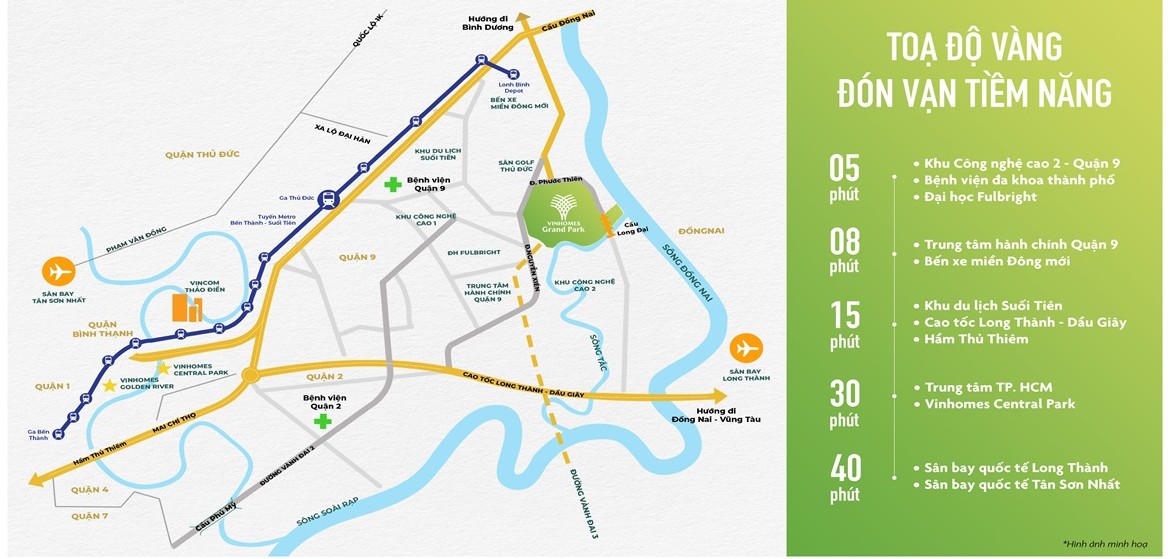 Hướng đi
Bình Dương
Cầu Đồng Nai
QUỐC LỘ 1K
Lonh Bình
Depot
BẾN XE
MIỀN ĐÔNG MỚI
XA LỘ ĐẠI HÀN
QUẬN THỦ ĐỨC
KHU DU LỊCH
SUỐI TIÊN
SÂN GOLF
THỦ ĐỨC
Bệnh viện
Quận 9
Đ. Phước Thiện
Ga Thủ Đức
VINHOMES
Grand Park
Tuyến Metro
Bến Thành - Suối Tiên
KHU CÔNG NGHỆ
CAO 1
Cầu
Long Đại
ĐỒNGNAI
PHẠM VĂN ĐỒNG
QUẬN 9
ĐH FULBRIGHT
Đ.NGUYỄN XIỂN
SÔNG ĐỒNG NAI
SÂN BAY
TÂN SƠN NHẤT
VINCOM
THẢO ĐIỀN
TRUNG TÂM
HÀNH CHÍNH
QUẬN 9
KHU CÔNG NGHỆ
CAO 2
QUẬN
BÌNH THẠNH
SÔNG TẮC
VINHOMES
CENTRAL PARK
SÂN BAY
LONG THÀNH
QUẬN 1
VINHOMES
GOLDEN RIVER
QUẬN 2
CAO TỐC LONG THÀNH - DẦU GIÂY
Bệnh viện
Quận 2
Hướng đi
Đồng Nai - Vũng Tàu
Ga Bến
Thành
MAI CHÍ THỌ
Hầm Thủ Thiêm
ĐƯỜNG VÀNH ĐAI 2
QUẬN 4
QUẬN 7
Cầu Phú Mỹ
SÔNG SOÀI RẠP
ĐƯỜNG VÀNH ĐAI 3
TOẠ ĐỘ VÀNG
ĐÓN VẠN TIỀM NĂNG
05
phút
• Khu Công nghệ cao 2 - Quận 9
• Bệnh viện đa khoa thành phố
• Đại học Fulbright
08
phút
• Trung tâm hành chính Quận 9
• Bến xe miền Đông mới
15
phút
• Khu du lịch Suối Tiên
• Cao tốc Long Thành - Dầu Giây
• Hầm Thủ Thiêm
30
phút
• Trung tâm TP. HCM
• Vinhomes Central Park
40
phút
• Sân bay quốc tế Long Thành
• Sân bay quốc tế Tân Sơn Nhất
*Hình ảnh minh hoạ